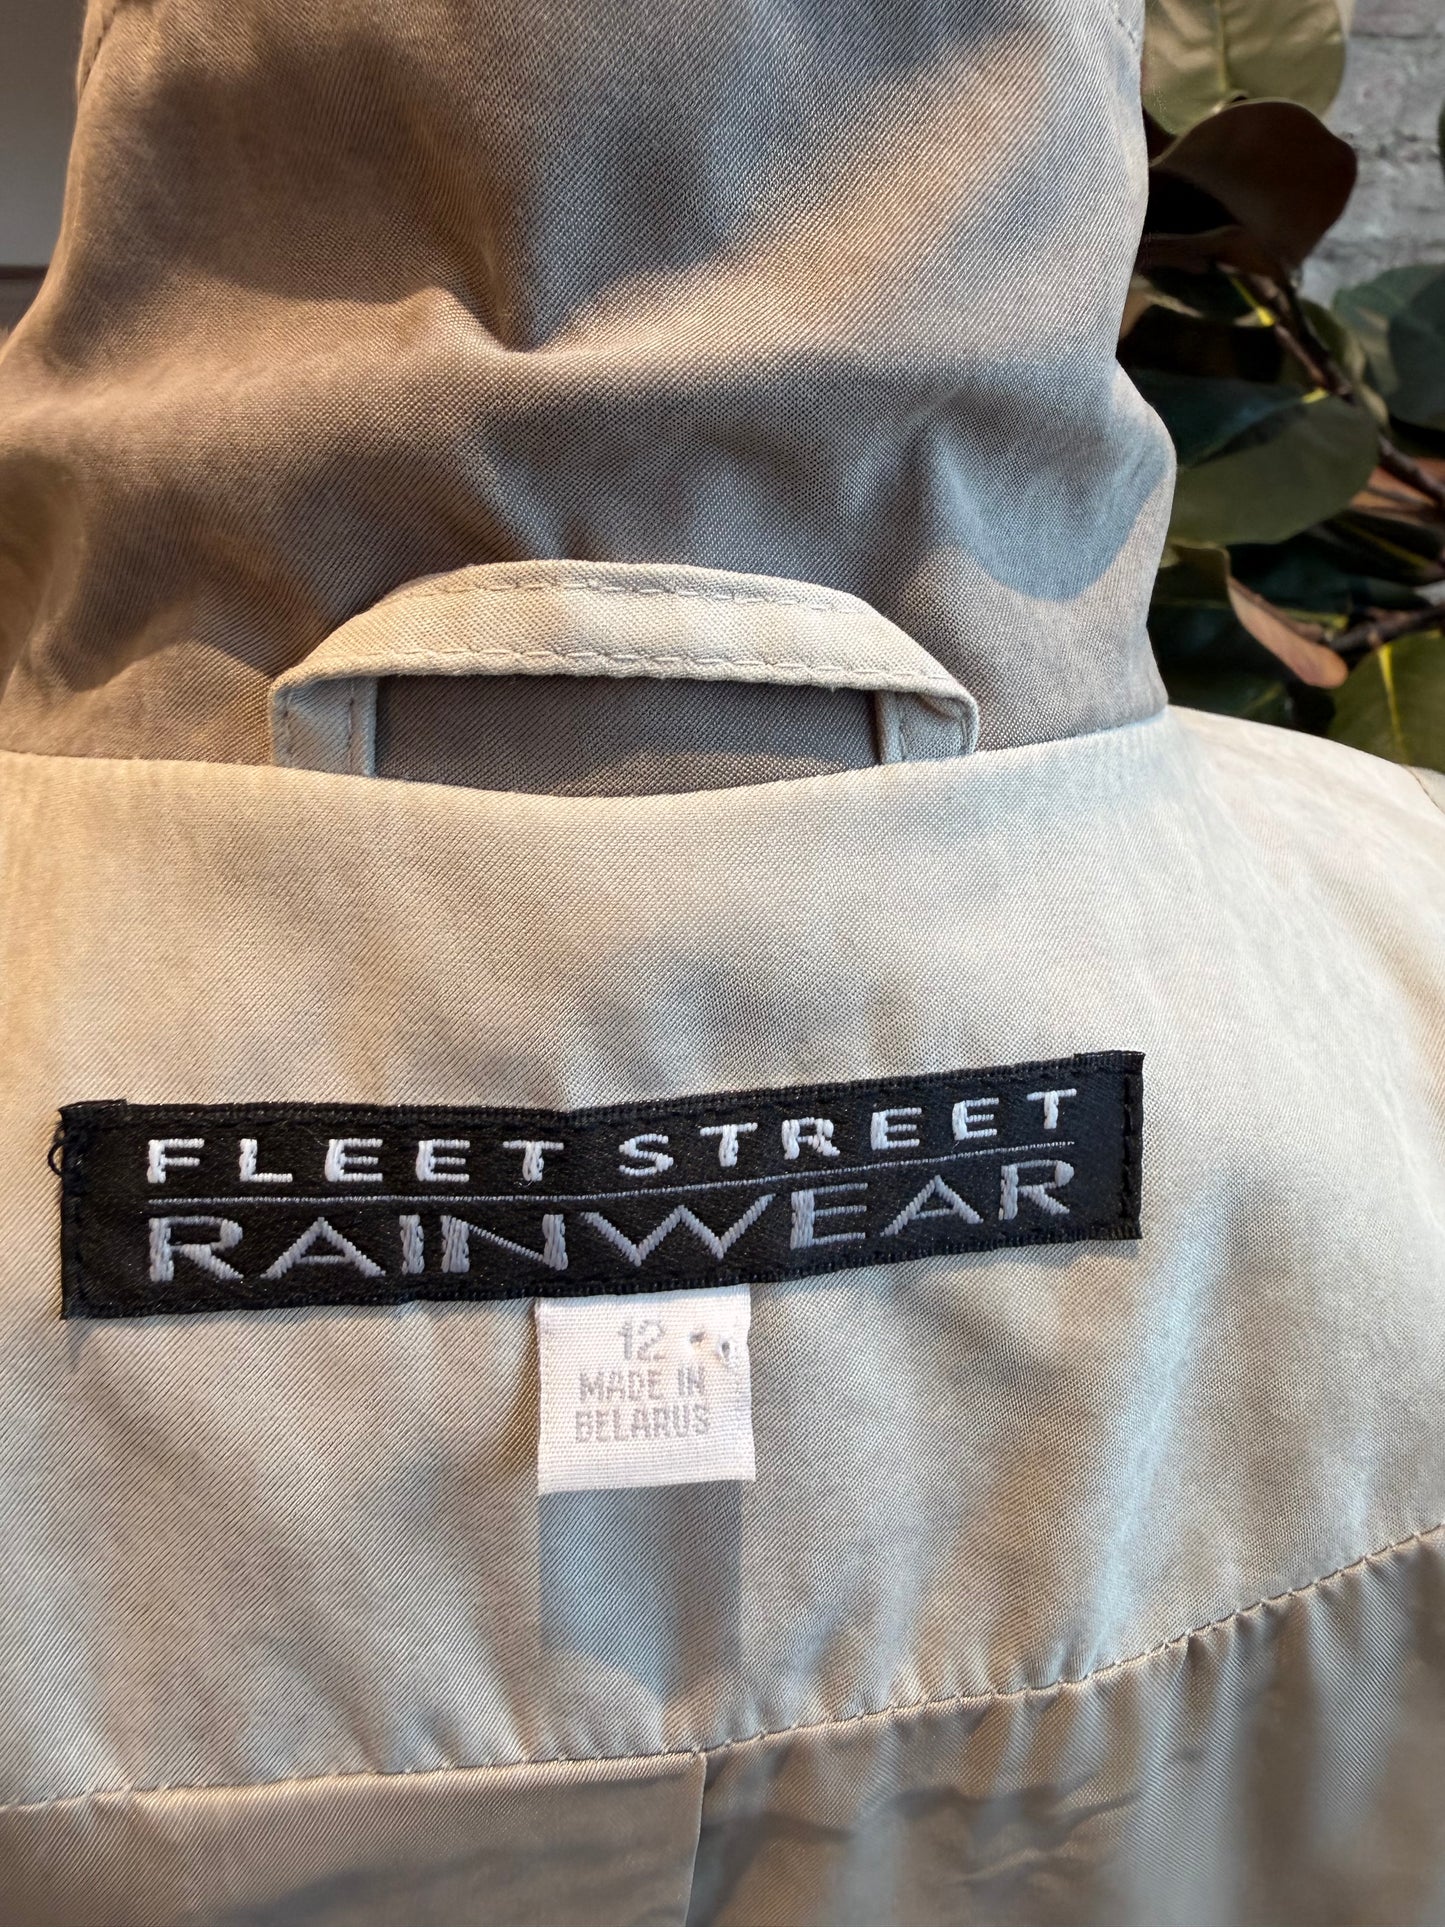 FLEET STREET
RAINWEAR
12
MADE IN
BELARUS